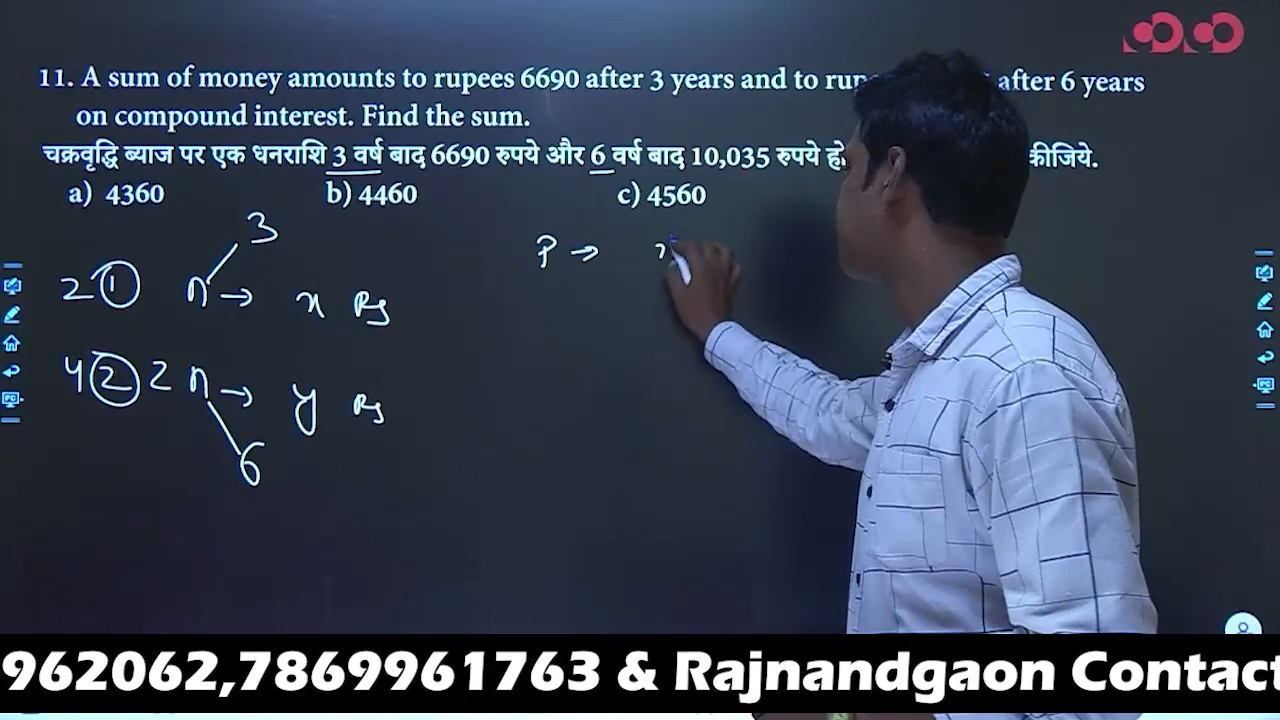 11. A sum of money amounts to rupees 6690 after 3 years and to after 6 years
on compound interest. Find the sum.
चक्रवृद्धि ब्याज पर एक धनराशि 3 वर्ष बाद 6690 रुपये और 6 वर्ष बाद 10,035 रुपये कीजिये.
a) 4360 b) 4460 c) 4560
3
2 ① n → x Rs
4 ② 2 n → y Rs
6
P →
962062,7869961763 & Rajnandgaon Contact